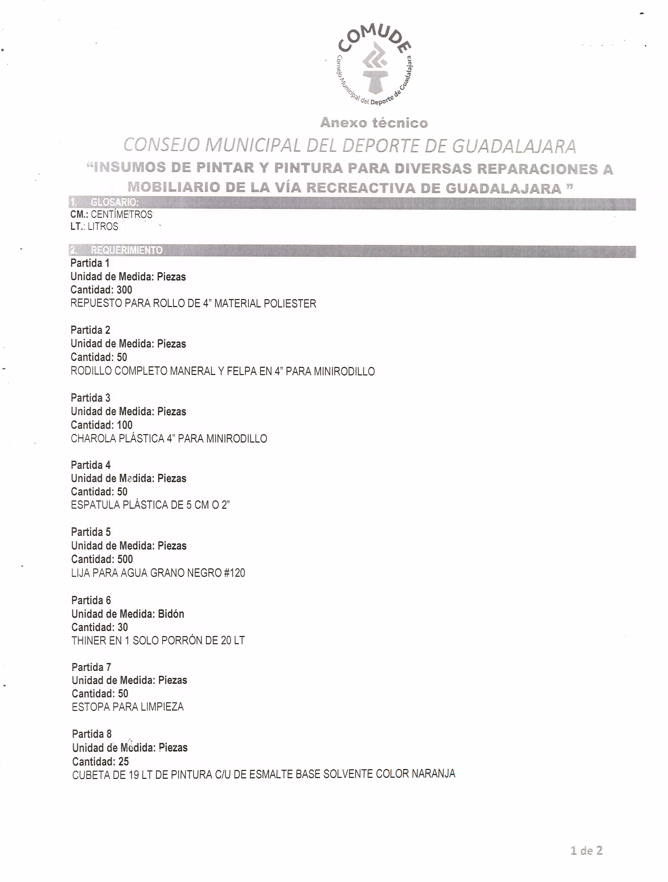 COMUDE
Consejo Municipal del Deporte de Guadalajara
Anexo técnico
CONSEJO MUNICIPAL DEL DEPORTE DE GUADALAJARA
“INSUMOS DE PINTAR Y PINTURA PARA DIVERSAS REPARACIONES A
MOBILIARIO DE LA VÍA RECREACTIVA DE GUADALAJARA ”
1. GLOSARIO:
CM.: CENTÍMETROS
LT.: LITROS
2. REQUERIMIENTO
Partida 1
Unidad de Medida: Piezas
Cantidad: 300
REPUESTO PARA ROLLO DE 4” MATERIAL POLIESTER
Partida 2
Unidad de Medida: Piezas
Cantidad: 50
RODILLO COMPLETO MANERAL Y FELPA EN 4” PARA MINIRODILLO
Partida 3
Unidad de Medida: Piezas
Cantidad: 100
CHAROLA PLÁSTICA 4” PARA MINIRODILLO
Partida 4
Unidad de Medida: Piezas
Cantidad: 50
ESPATULA PLÁSTICA DE 5 CM O 2”
Partida 5
Unidad de Medida: Piezas
Cantidad: 500
LIJA PARA AGUA GRANO NEGRO #120
Partida 6
Unidad de Medida: Bidón
Cantidad: 30
THINER EN 1 SOLO PORRÓN DE 20 LT
Partida 7
Unidad de Medida: Piezas
Cantidad: 50
ESTOPA PARA LIMPIEZA
Partida 8
Unidad de Medida: Piezas
Cantidad: 25
CUBETA DE 19 LT DE PINTURA C/U DE ESMALTE BASE SOLVENTE COLOR NARANJA
1 de 2